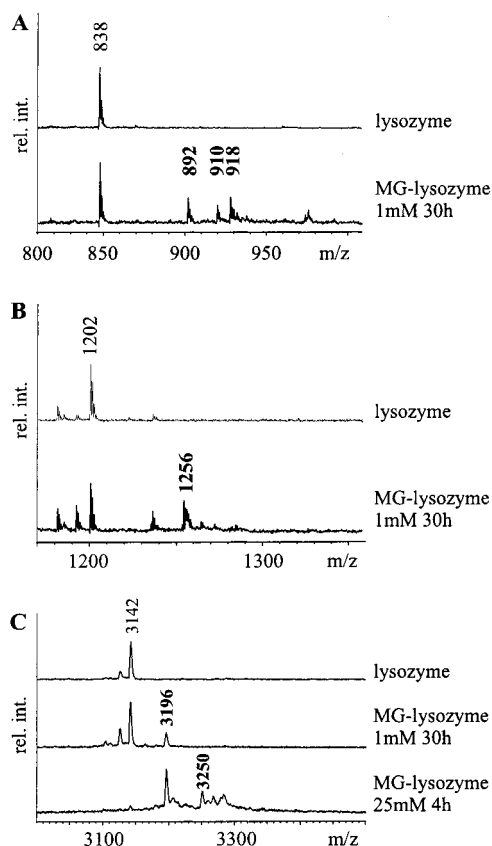 A
rel. int.
838
lysozyme
892 910 918
MG-lysozyme
1mM 30h
800 850 900 950 m/z
B
rel. int.
1202
lysozyme
1256
MG-lysozyme
1mM 30h
1200 1300 m/z
C
rel. int.
3142
lysozyme
3196
MG-lysozyme
1mM 30h
3250
MG-lysozyme
25mM 4h
3100 3300 m/z